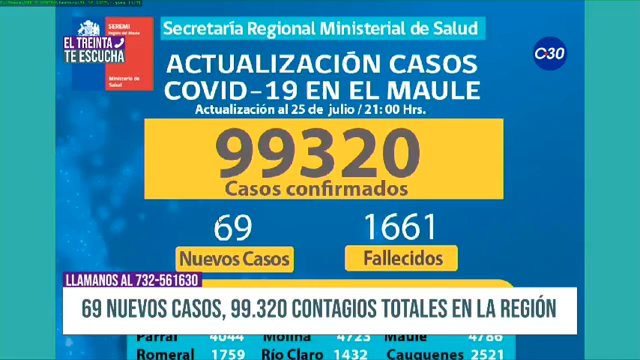 SEREMI
Región del Maule
Ministerio de
Salud
EL TREINTA
TE ESCUCHA
Secretaría Regional Ministerial de Salud
C30
ACTUALIZACIÓN CASOS
COVID-19 EN EL MAULE
Actualización al 25 de julio / 21:00 Hrs.
99320
Casos confirmados
69
Nuevos Casos
1661
Fallecidos
LLAMANOS AL 732-561630
69 NUEVOS CASOS, 99.320 CONTAGIOS TOTALES EN LA REGIÓN
Parral 4044 Molina 4723 Maule 4786
Romeral 1759 Río Claro 1432 Cauquenes 2521